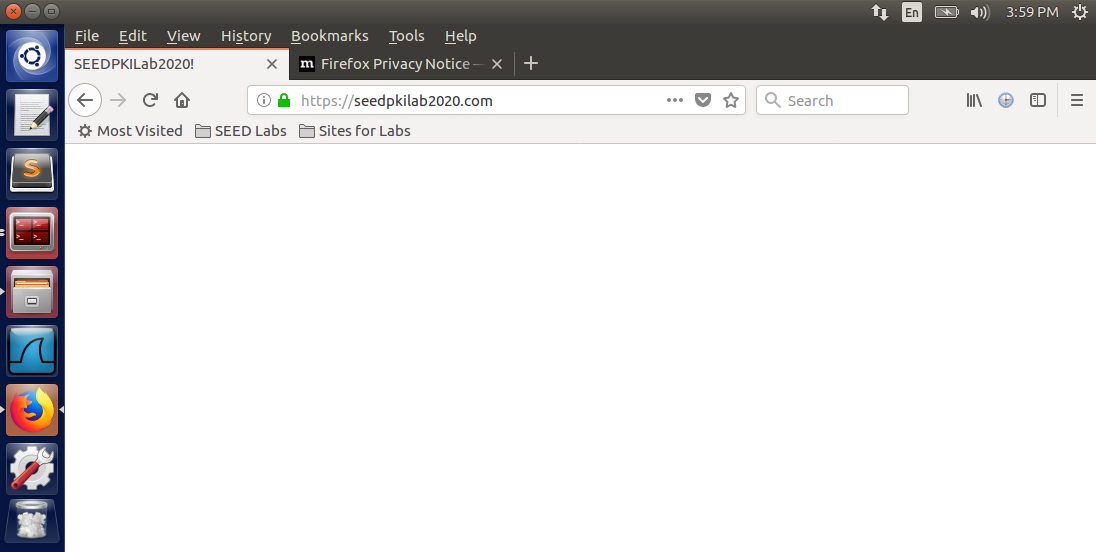 En 3:59 PM
File Edit View History Bookmarks Tools Help
SEEDPKILab2020! m Firefox Privacy Notice —
https://seedpkilab2020.com Search
Most Visited SEED Labs Sites for Labs